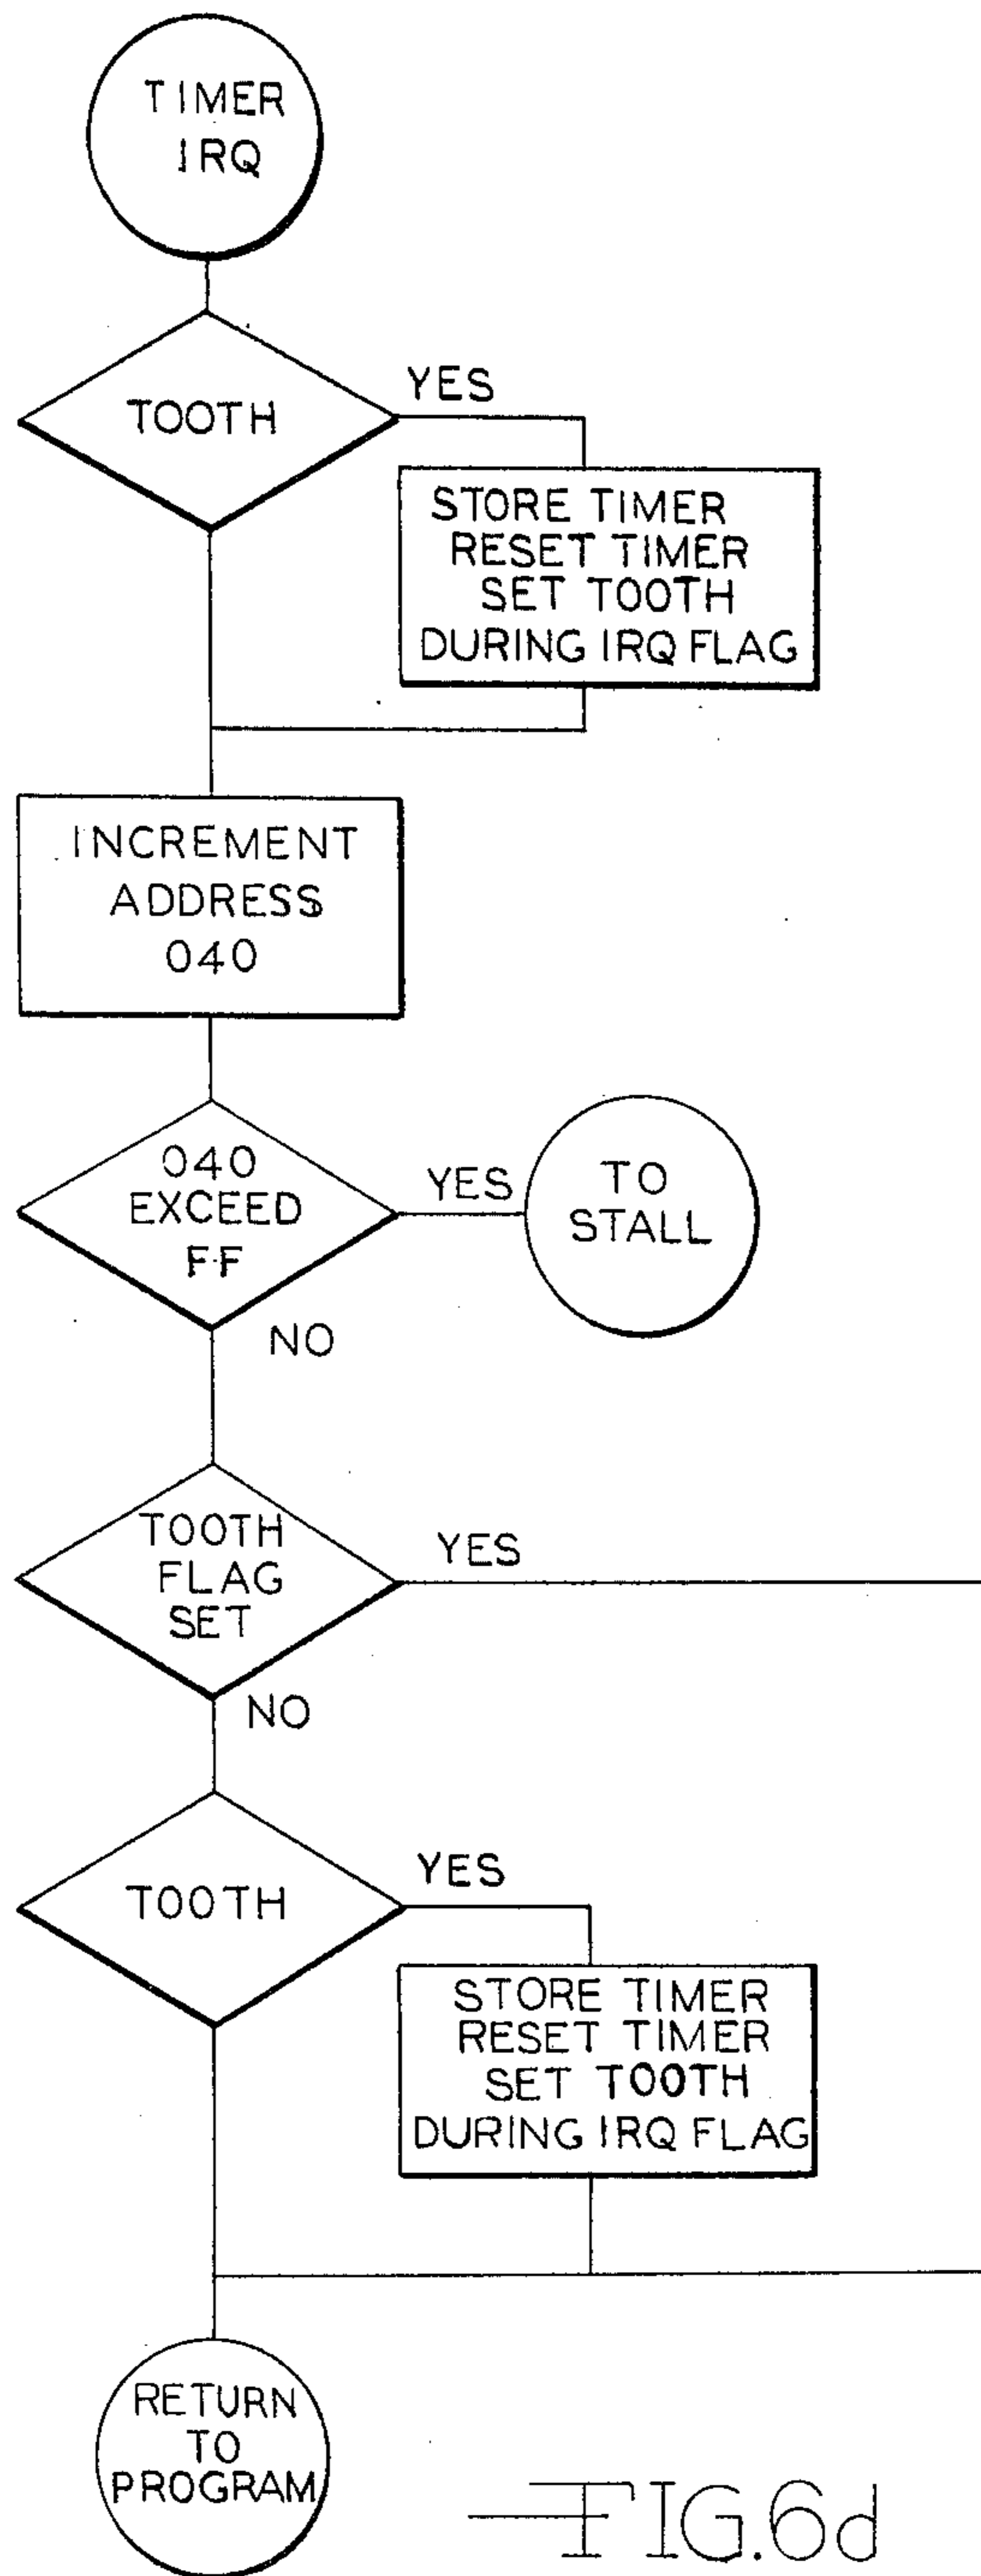 TIMER
IRQ
TOOTH
YES
STORE TIMER
RESET TIMER
SET TOOTH
DURING IRQ FLAG
INCREMENT
ADDRESS
040
040
EXCEED
F·F
YES
TO
STALL
NO
TOOTH
FLAG
SET
YES
NO
TOOTH
YES
STORE TIMER
RESET TIMER
SET TOOTH
DURING IRQ FLAG
RETURN
TO
PROGRAM
FIG.6d